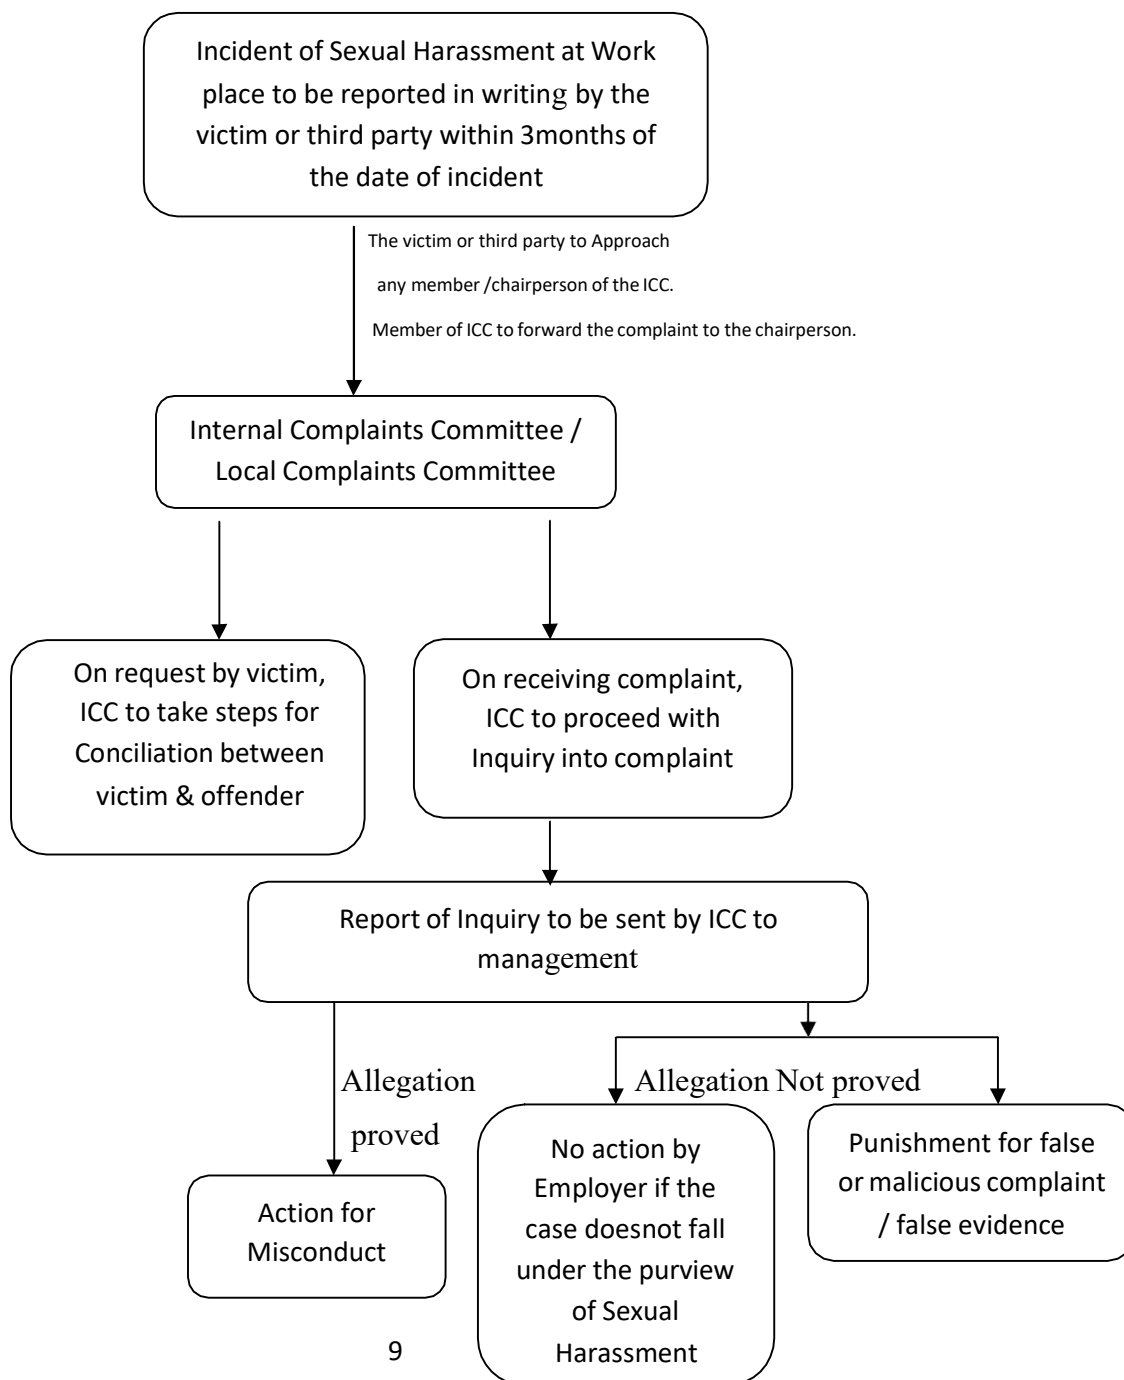 Incident of Sexual Harassment at Work
place to be reported in writing by the
victim or third party within 3months of
the date of incident
The victim or third party to Approach
any member /chairperson of the ICC.
Member of ICC to forward the complaint to the chairperson.
Internal Complaints Committee /
Local Complaints Committee
On request by victim,
ICC to take steps for
Conciliation between
victim & offender
On receiving complaint,
ICC to proceed with
Inquiry into complaint
Report of Inquiry to be sent by ICC to
management
Allegation
proved
Allegation Not proved
Action for
Misconduct
No action by
Employer if the
case doesnot fall
under the purview
of Sexual
Harassment
Punishment for false
or malicious complaint
/ false evidence
9